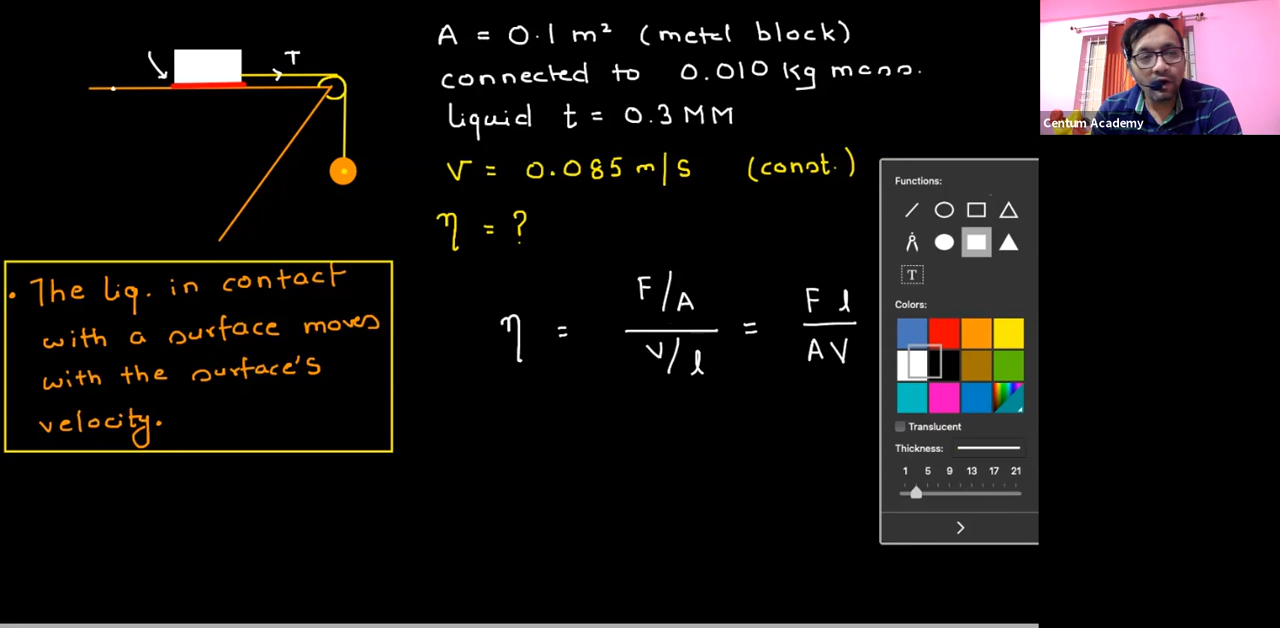 T
A = 0.1 m² (metal block)
connected to 0.010 kg mass.
liquid t = 0.3 MM
v = 0.085 m/s (const.)
η = ?
• The liq. in contact
with a surface moves
with the surface's
velocity.
η = F/A / v/l = F l / A V
Centum Academy
Functions:
T
Colors:
Translucent
Thickness:
1 5 9 13 17 21